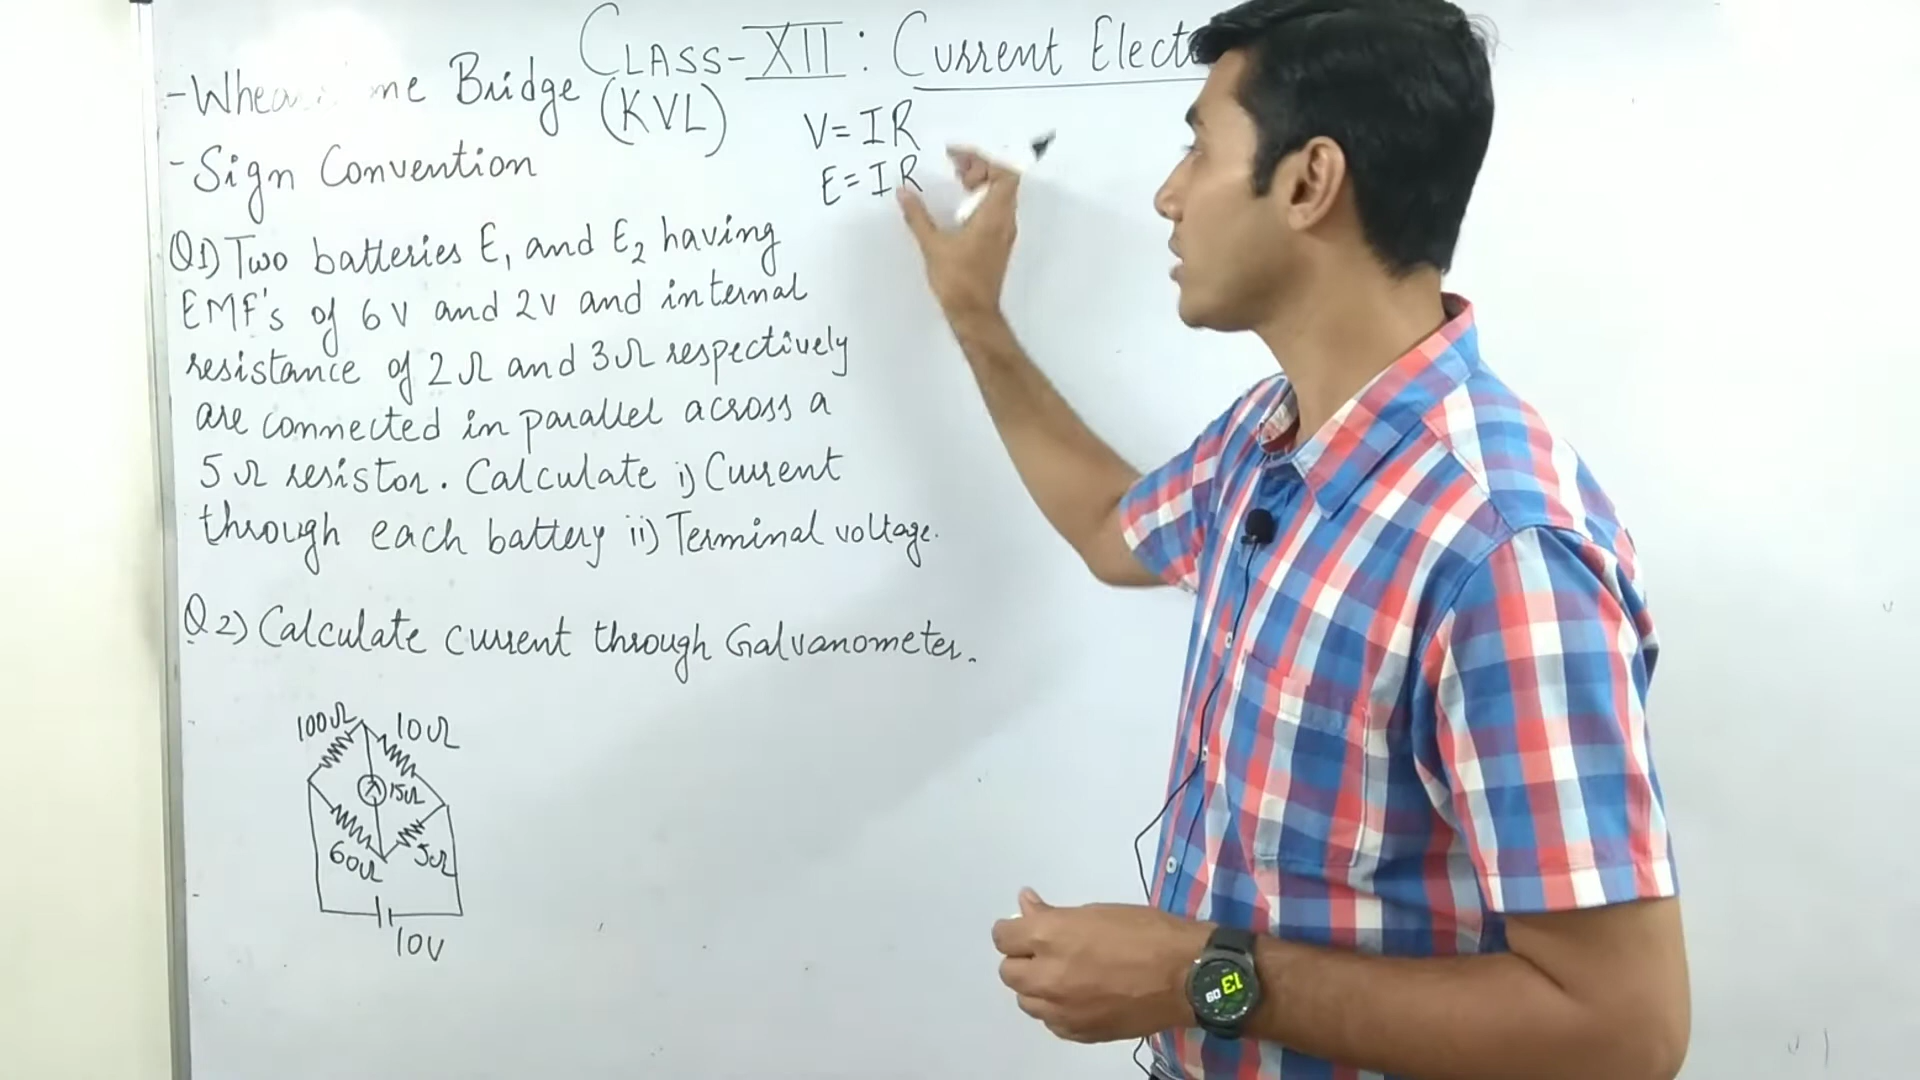 CLASS-XII: Current Elect
- Whea me Bridge
(KVL)
- Sign Convention
V=IR
E=IR
Q1) Two batteries E₁ and E₂ having
EMF's of 6V and 2V and internal
resistance of 2Ω and 3Ω respectively
are connected in parallel across a
5Ω resistor. Calculate i) Current
through each battery ii) Terminal voltage.
Q2) Calculate current through Galvanometer.
100Ω 10Ω
15Ω
60Ω 5Ω
10V
13
08